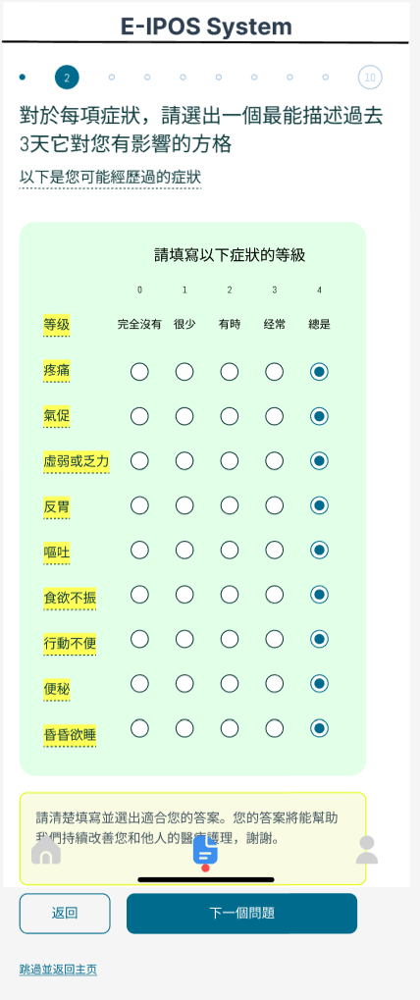 E-IPOS System
2
10
對於每項症狀，請選出一個最能描述過去
3天它對您有影響的方格
以下是您可能經歷過的症狀
請填寫以下症狀的等級
0 1 2 3 4
等级 完全沒有 很少 有時 经常 總是
疼痛
氣促
虛弱或乏力
反胃
嘔吐
食欲不振
行動不便
便秘
昏昏欲睡
請清楚填寫並選出適合您的答案。您的答案將能幫助
我們持續改善您和他人的醫療護理，謝謝。
返回 下一個問題
跳過並返回主页